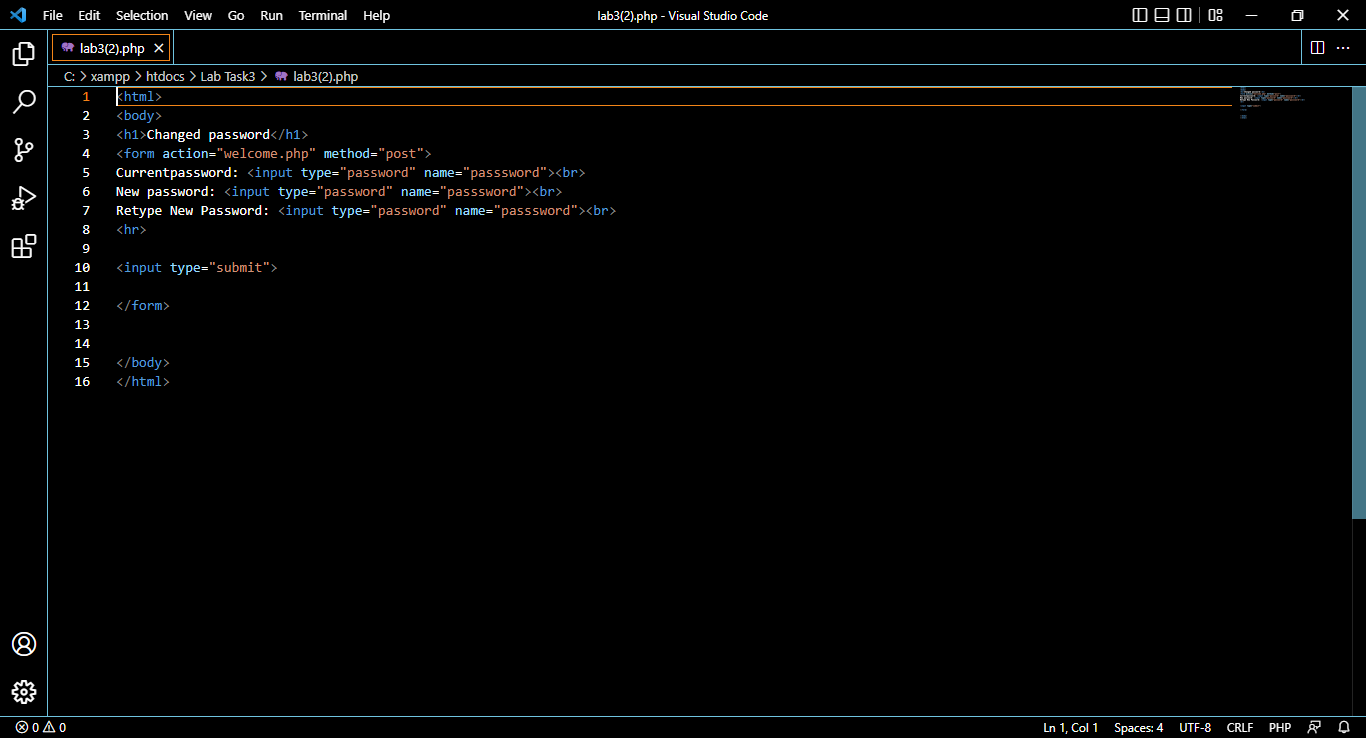 File Edit Selection View Go Run Terminal Help lab3(2).php - Visual Studio Code
lab3(2).php
C: > xampp > htdocs > Lab Task3 > lab3(2).php
1 <html>
2 <body>
3 <h1>Changed password</h1>
4 <form action="welcome.php" method="post">
5 Currentpassword: <input type="password" name="passsword"><br>
6 New password: <input type="password" name="passsword"><br>
7 Retype New Password: <input type="password" name="passsword"><br>
8 <hr>
9
10 <input type="submit">
11
12 </form>
13
14
15 </body>
16 </html>
0 0 Ln 1, Col 1 Spaces: 4 UTF-8 CRLF PHP